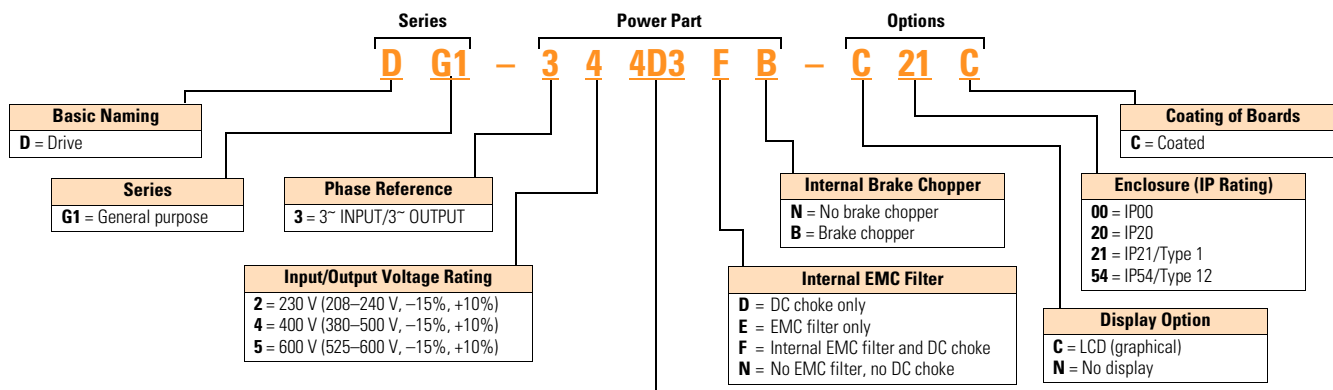 Series Power Part Options
D G1 – 3 4 4D3 F B – C 21 C
Basic Naming
D = Drive
Series
G1 = General purpose
Phase Reference
3 = 3~ INPUT/3~ OUTPUT
Input/Output Voltage Rating
2 = 230 V (208–240 V, –15%, +10%)
4 = 400 V (380–500 V, –15%, +10%)
5 = 600 V (525–600 V, –15%, +10%)
Internal Brake Chopper
N = No brake chopper
B = Brake chopper
Internal EMC Filter
D = DC choke only
E = EMC filter only
F = Internal EMC filter and DC choke
N = No EMC filter, no DC choke
Coating of Boards
C = Coated
Enclosure (IP Rating)
00 = IP00
20 = IP20
21 = IP21/Type 1
54 = IP54/Type 12
Display Option
C = LCD (graphical)
N = No display